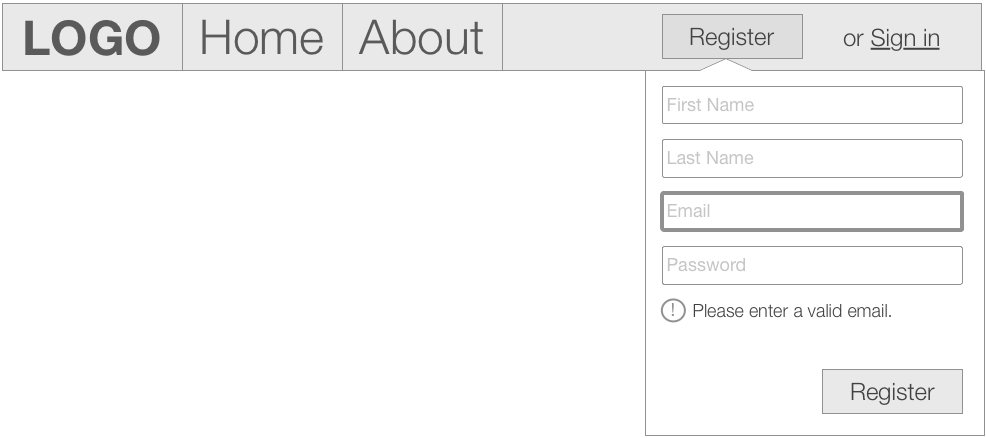 LOGO Home About Register or Sign in
First Name
Last Name
Email
Password
! Please enter a valid email.
Register